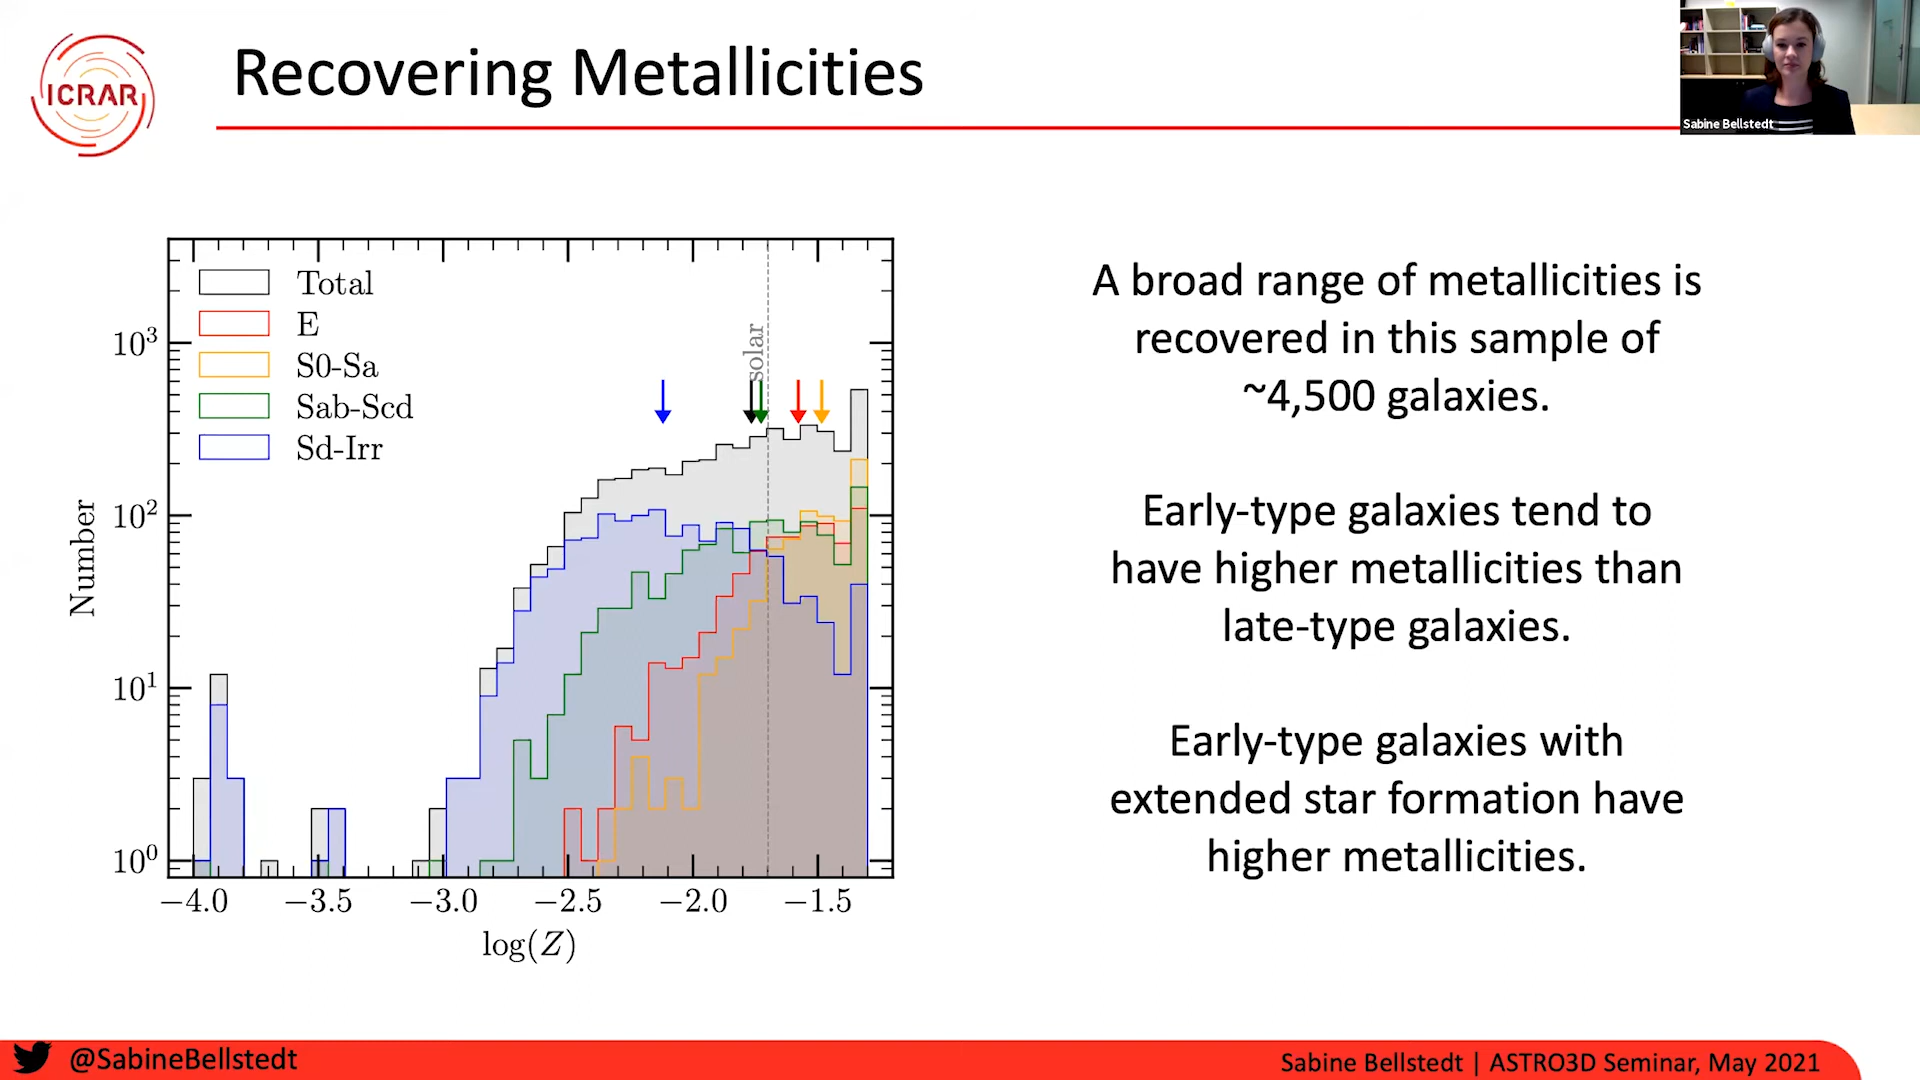 ICRAR
Recovering Metallicities
Sabine Bellstedt
Total
E
S0-Sa
Sab-Scd
Sd-Irr
solar
10³
10²
10¹
10⁰
Number
−4.0 −3.5 −3.0 −2.5 −2.0 −1.5
log(Z)
A broad range of metallicities is
recovered in this sample of
~4,500 galaxies.
Early-type galaxies tend to
have higher metallicities than
late-type galaxies.
Early-type galaxies with
extended star formation have
higher metallicities.
@SabineBellstedt
Sabine Bellstedt | ASTRO3D Seminar, May 2021